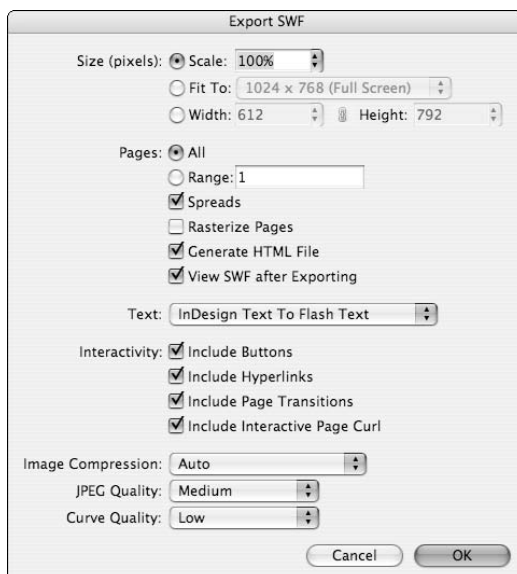 Export SWF
Size (pixels): Scale: 100%
Fit To: 1024 x 768 (Full Screen)
Width: 612 Height: 792
Pages: All
Range: 1
Spreads
Rasterize Pages
Generate HTML File
View SWF after Exporting
Text: InDesign Text To Flash Text
Interactivity: Include Buttons
Include Hyperlinks
Include Page Transitions
Include Interactive Page Curl
Image Compression: Auto
JPEG Quality: Medium
Curve Quality: Low
Cancel OK